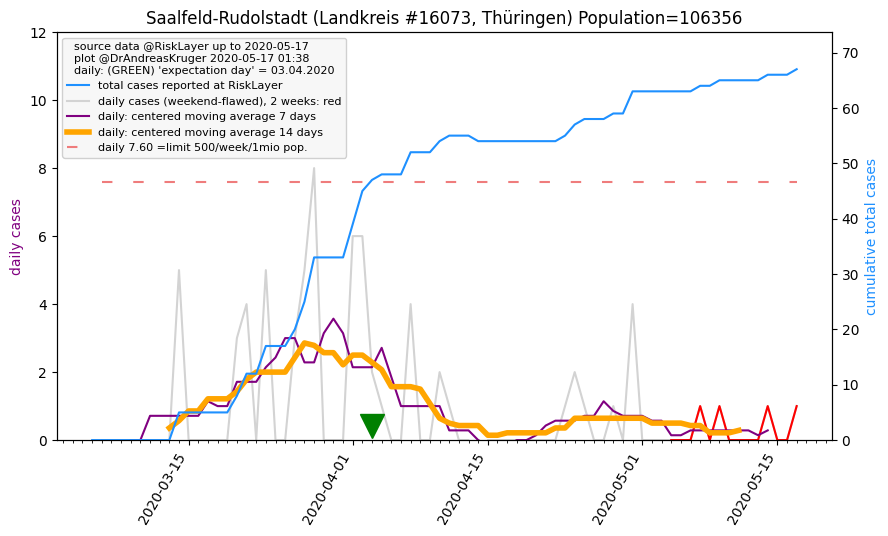 Saalfeld-Rudolstadt (Landkreis #16073, Thüringen) Population=106356
source data @RiskLayer up to 2020-05-17
plot @DrAndreasKruger 2020-05-17 01:38
daily: (GREEN) 'expectation day' = 03.04.2020
total cases reported at RiskLayer
daily cases (weekend-flawed), 2 weeks: red
daily: centered moving average 7 days
daily: centered moving average 14 days
daily 7.60 =limit 500/week/1mio pop.
daily cases
12
10
8
6
4
2
0
70
60
50
40
30
20
10
0
cumulative total cases
2020-03-15
2020-04-01
2020-04-15
2020-05-01
2020-05-15